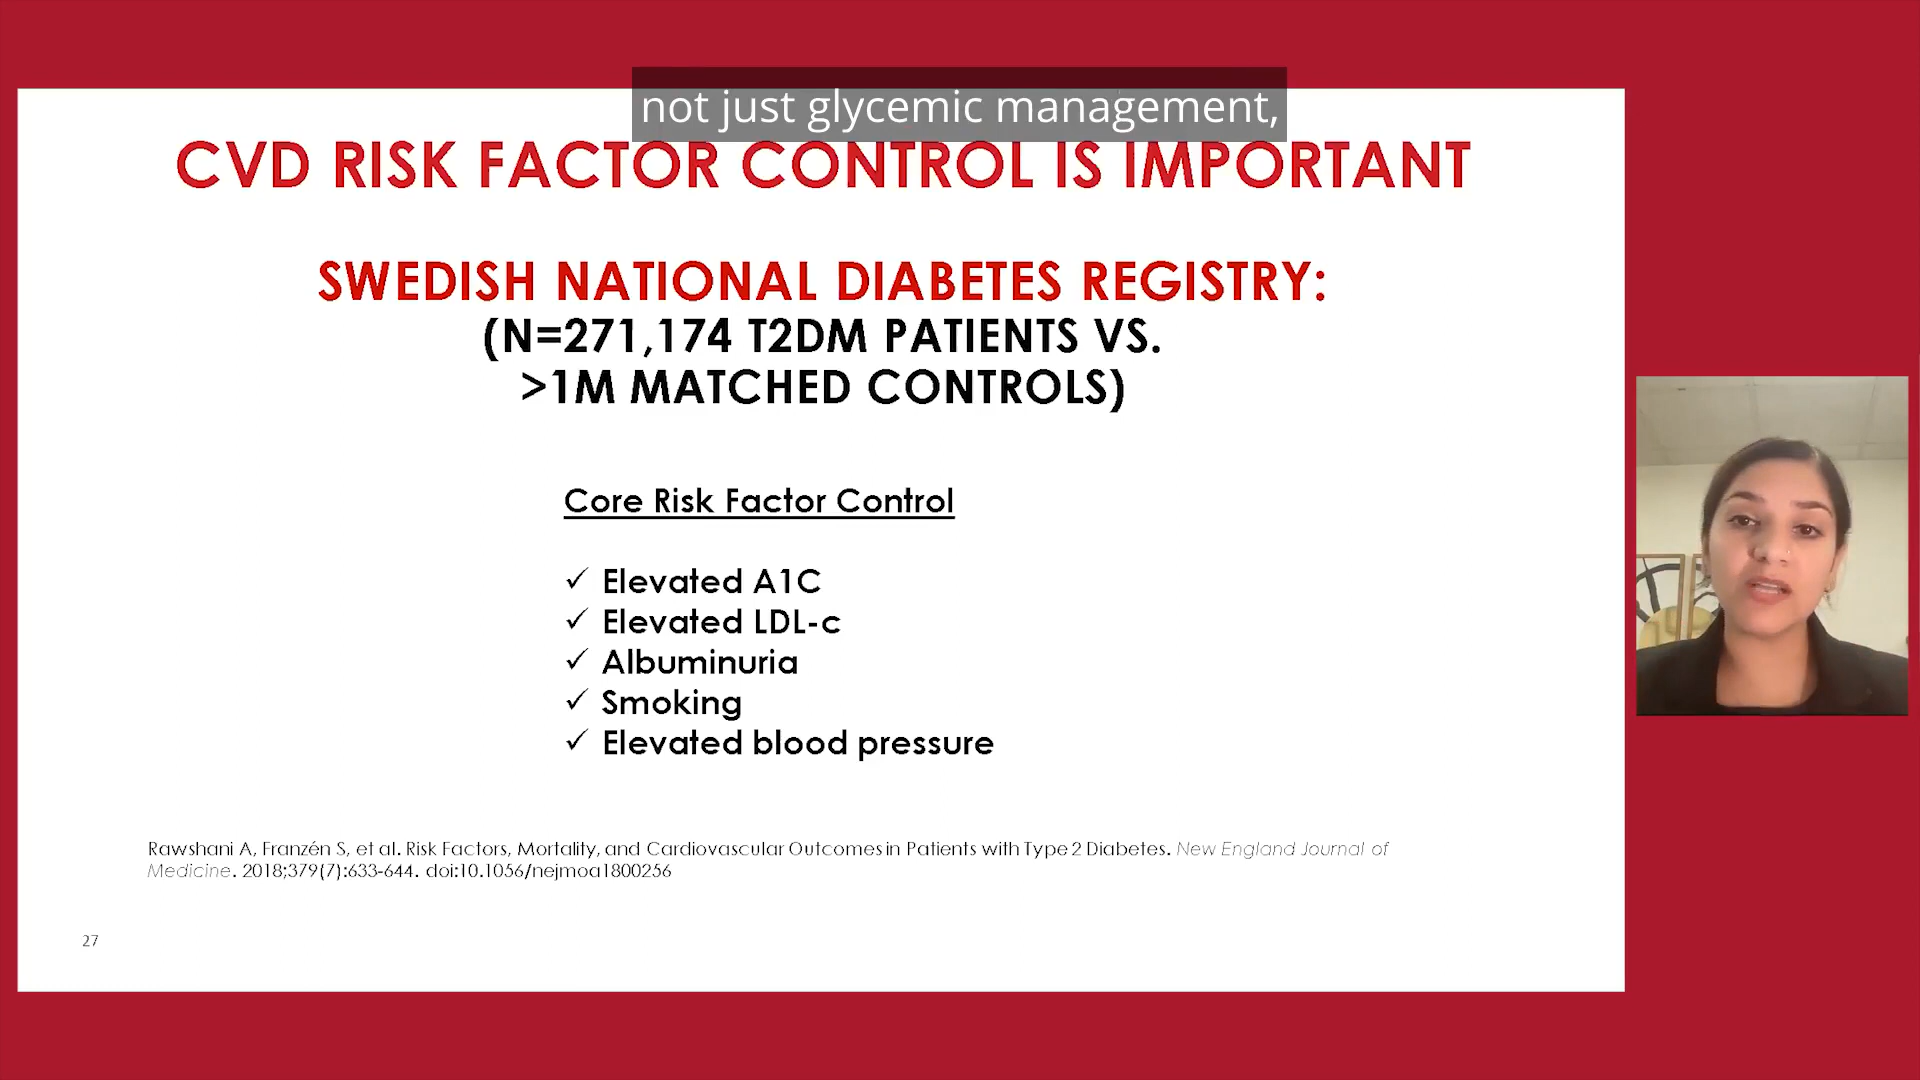 not just glycemic management,
CVD RISK FACTOR CONTROL IS IMPORTANT
SWEDISH NATIONAL DIABETES REGISTRY:
(N=271,174 T2DM PATIENTS VS.
>1M MATCHED CONTROLS)
Core Risk Factor Control
✓ Elevated A1C
✓ Elevated LDL-c
✓ Albuminuria
✓ Smoking
✓ Elevated blood pressure
Rawshani A, Franzén S, et al. Risk Factors, Mortality, and Cardiovascular Outcomes in Patients with Type 2 Diabetes. New England Journal of
Medicine. 2018;379(7):633-644. doi:10.1056/nejmoa1800256
27